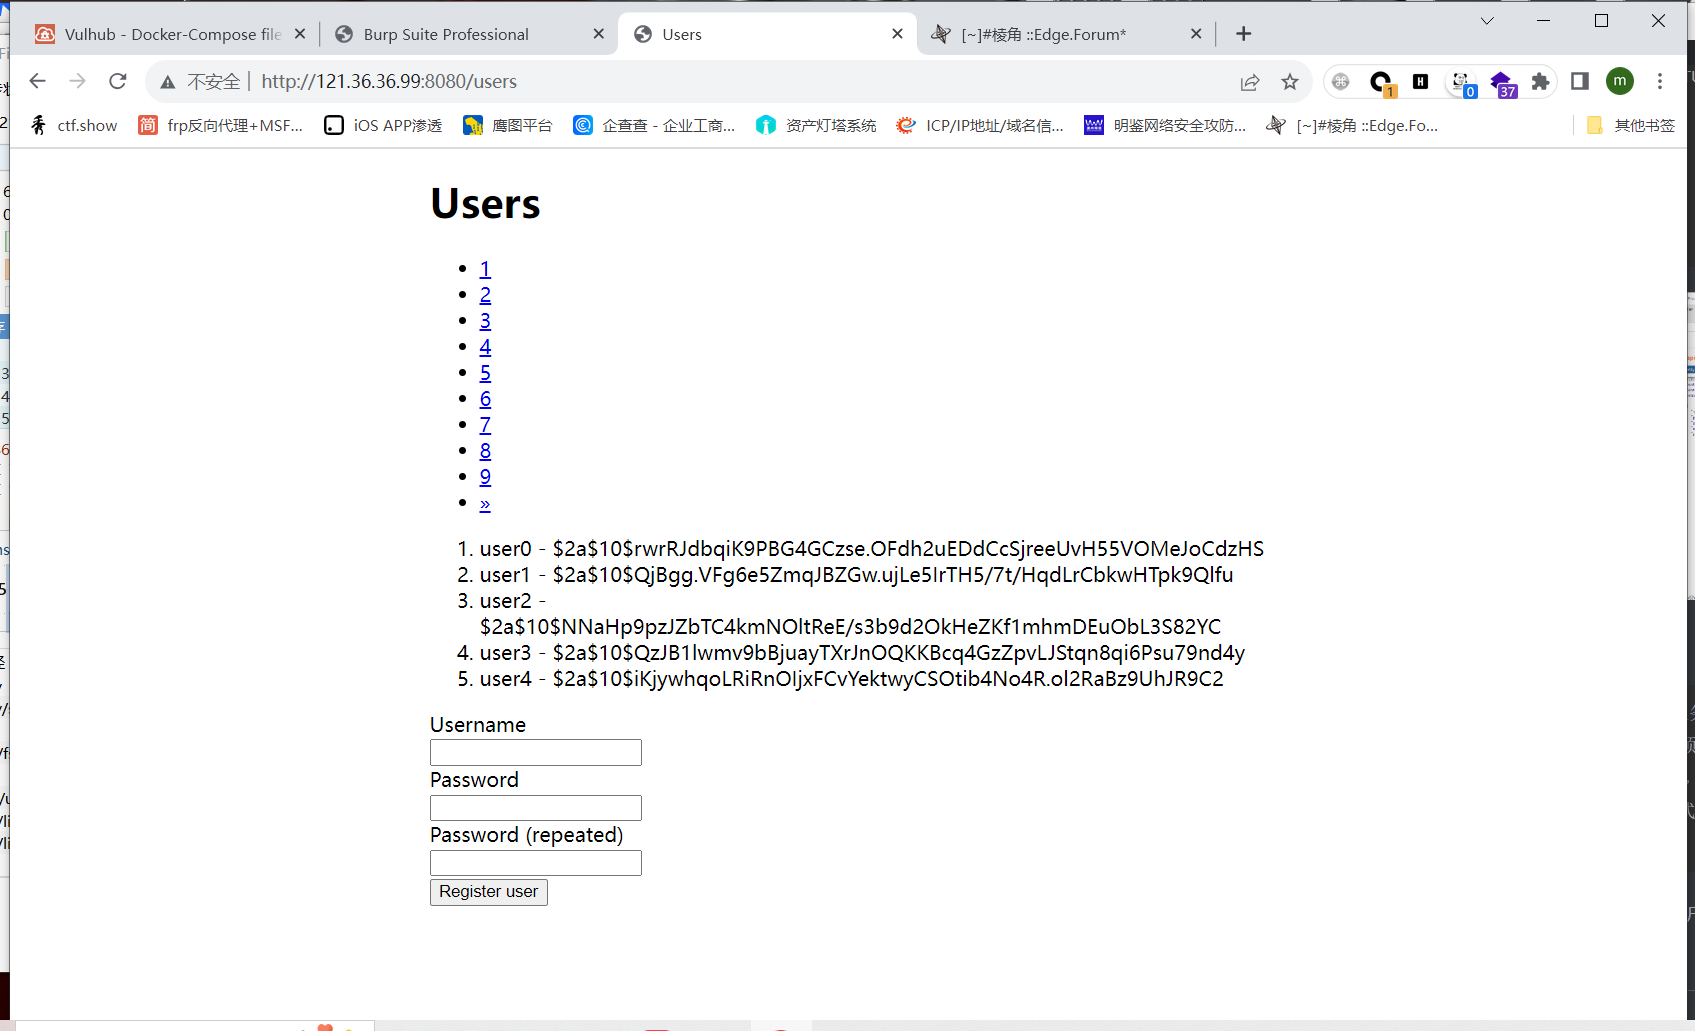 Vulhub - Docker-Compose file
Burp Suite Professional
Users
[~]#棱角 ::Edge.Forum*
不安全 | http://121.36.36.99:8080/users
1
0
37
m
ctf.show
简 frp反向代理+MSF...
iOS APP渗透
鹰图平台
企查查 - 企业工商...
资产灯塔系统
ICP/IP地址/域名信...
明鉴网络安全攻防...
[~]#棱角 ::Edge.Fo...
其他书签
Users
1
2
3
4
5
6
7
8
9
»
1. user0 - $2a$10$rwrRJdbqiK9PBG4GCzse.OFdh2uEDdCcSjreeUvH55VOMeJoCdzHS
2. user1 - $2a$10$QjBgg.VFg6e5ZmqJBZGw.ujLe5IrTH5/7t/HqdLrCbkwHTpk9Qlfu
3. user2 -
$2a$10$NNaHp9pzJZbTC4kmNOltReE/s3b9d2OkHeZKf1mhmDEuObL3S82YC
4. user3 - $2a$10$QzJB1lwmv9bBjuayTXrJnOQKKBcq4GzZpvLJStqn8qi6Psu79nd4y
5. user4 - $2a$10$iKjywhqoLRiRnOIjxFCvYektwyCSOtib4No4R.ol2RaBz9UhJR9C2
Username
Password
Password (repeated)
Register user